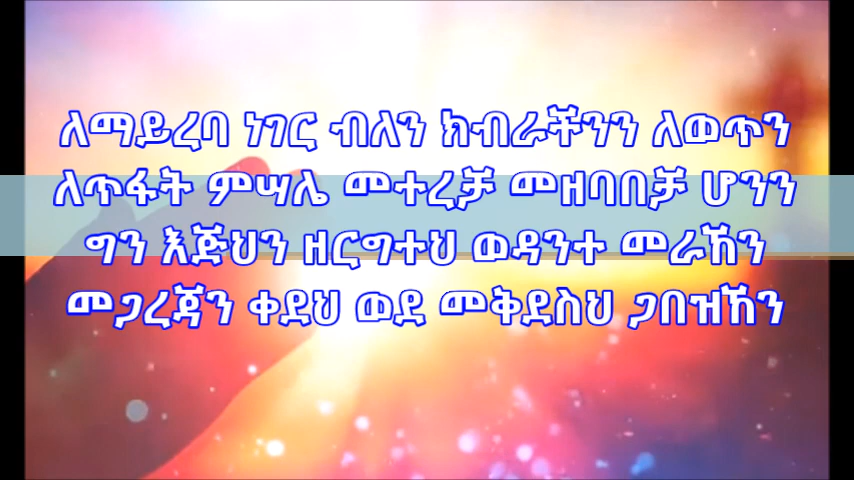 ለማይረባ ነገር ብለን ክብራችንን ለወጥን
ለጥፋት ምሣሌ መተረቻ መዘባበቻ ሆንን
ግን እጅህን ዘርግተህ ወዳንተ መራኸን
መጋረጃን ቀደህ ወደ መቅደስህ ጋበዝኸን